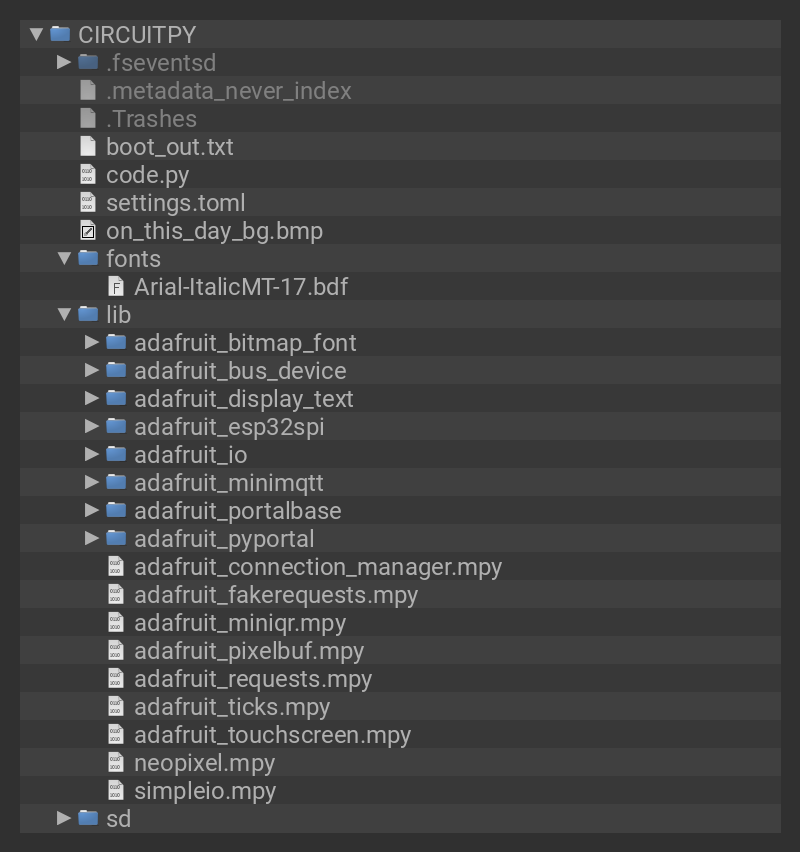 CIRCUITPY
.fseventsd
.metadata_never_index
.Trashes
boot_out.txt
code.py
settings.toml
on_this_day_bg.bmp
fonts
Arial-ItalicMT-17.bdf
lib
adafruit_bitmap_font
adafruit_bus_device
adafruit_display_text
adafruit_esp32spi
adafruit_io
adafruit_minimqtt
adafruit_portalbase
adafruit_pyportal
adafruit_connection_manager.mpy
adafruit_fakerequests.mpy
adafruit_miniqr.mpy
adafruit_pixelbuf.mpy
adafruit_requests.mpy
adafruit_ticks.mpy
adafruit_touchscreen.mpy
neopixel.mpy
simpleio.mpy
sd